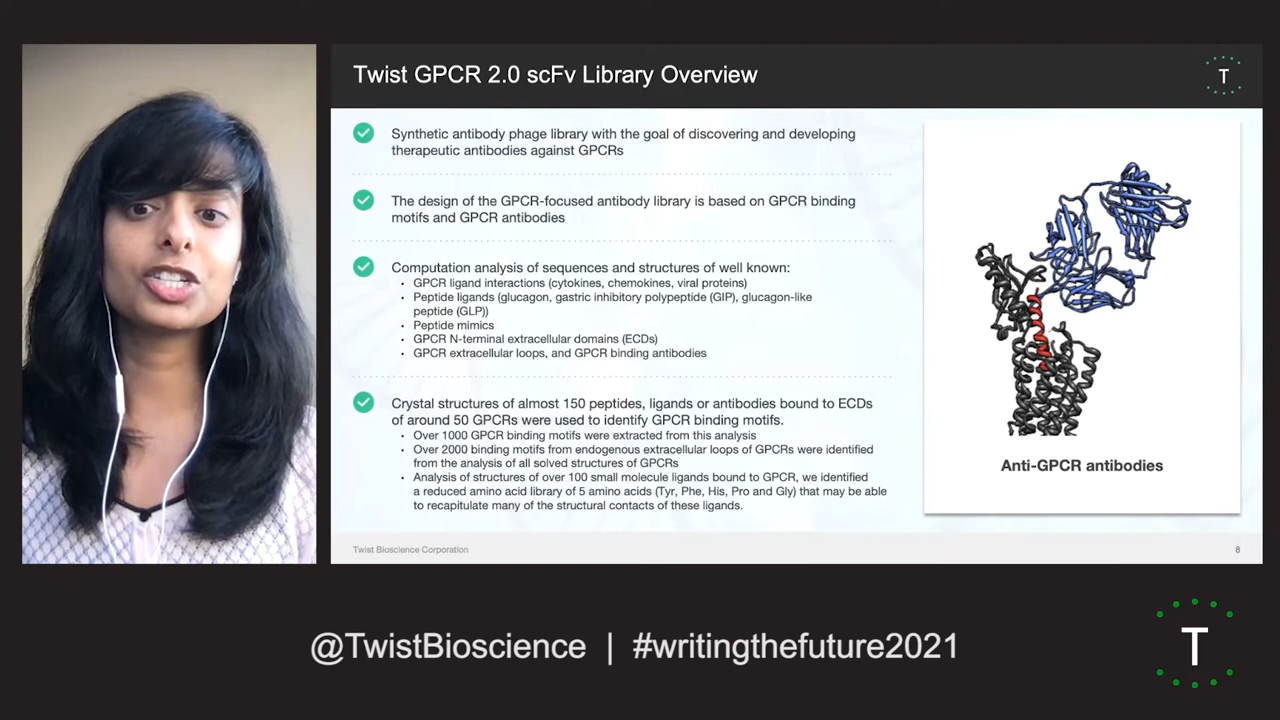 Twist GPCR 2.0 scFv Library Overview
T
Synthetic antibody phage library with the goal of discovering and developing
therapeutic antibodies against GPCRs
The design of the GPCR-focused antibody library is based on GPCR binding
motifs and GPCR antibodies
Computation analysis of sequences and structures of well known:
• GPCR ligand interactions (cytokines, chemokines, viral proteins)
• Peptide ligands (glucagon, gastric inhibitory polypeptide (GIP), glucagon-like
peptide (GLP))
• Peptide mimics
• GPCR N-terminal extracellular domains (ECDs)
• GPCR extracellular loops, and GPCR binding antibodies
Crystal structures of almost 150 peptides, ligands or antibodies bound to ECDs
of around 50 GPCRs were used to identify GPCR binding motifs.
• Over 1000 GPCR binding motifs were extracted from this analysis
• Over 2000 binding motifs from endogenous extracellular loops of GPCRs were identified
from the analysis of all solved structures of GPCRs
• Analysis of structures of over 100 small molecule ligands bound to GPCR, we identified
a reduced amino acid library of 5 amino acids (Tyr, Phe, His, Pro and Gly) that may be able
to recapitulate many of the structural contacts of these ligands.
Anti-GPCR antibodies
Twist Bioscience Corporation
8
@TwistBioscience | #writingthefuture2021
T